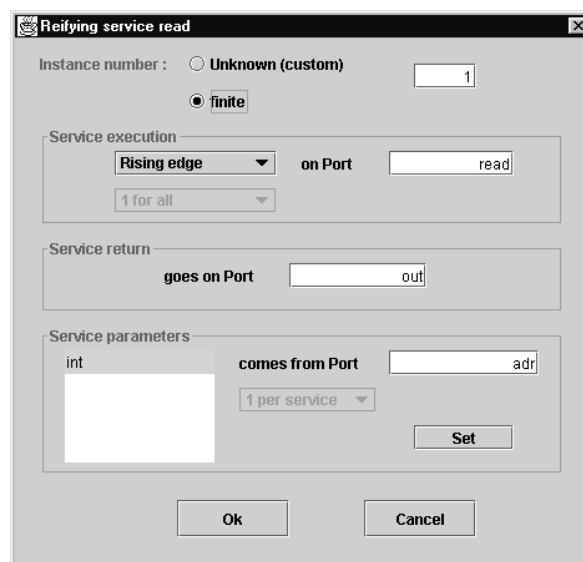 Reifying service read
Instance number : Unknown (custom) 1
finite
Service execution
Rising edge on Port read
1 for all
Service return
goes on Port out
Service parameters
int comes from Port adr
1 per service
Set
Ok Cancel